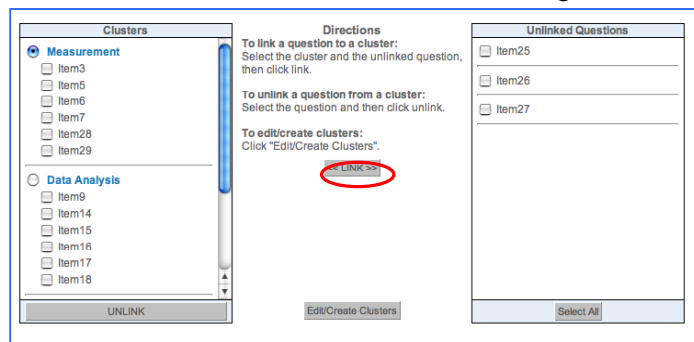 Clusters
Measurement
Item3
Item5
Item6
Item7
Item28
Item29
Data Analysis
Item9
Item14
Item15
Item16
Item17
Item18
UNLINK
Directions
To link a question to a cluster:
Select the cluster and the unlinked question,
then click link.
To unlink a question from a cluster:
Select the question and then click unlink.
To edit/create clusters:
Click "Edit/Create Clusters".
<< LINK >>
Edit/Create Clusters
Unlinked Questions
Item25
Item26
Item27
Select All